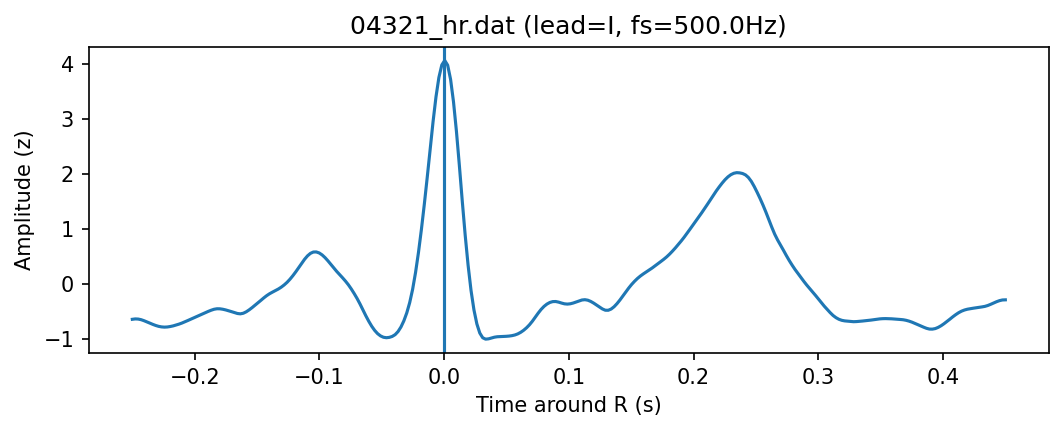 04321_hr.dat (lead=I, fs=500.0Hz)
Amplitude (z)
4
3
2
1
0
−1
−0.2 −0.1 0.0 0.1 0.2 0.3 0.4
Time around R (s)